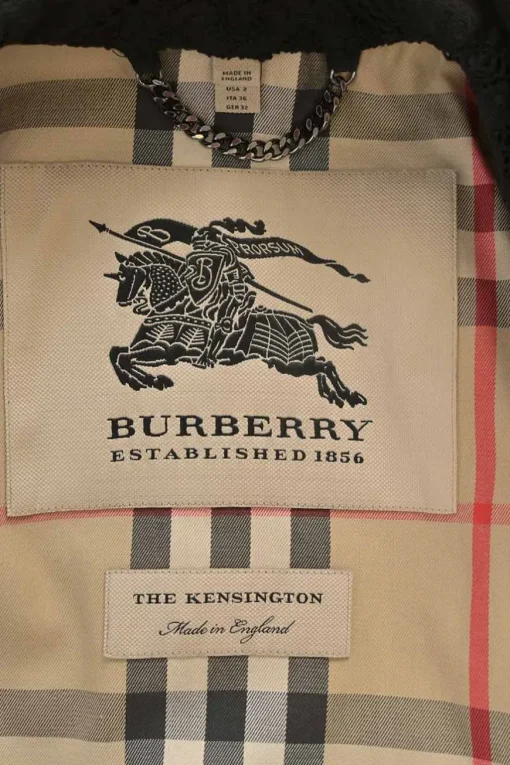 MADE IN
ENGLAND
USA 2
ITA 36
GER 32
B PRORSUM
B
BURBERRY
ESTABLISHED 1856
THE KENSINGTON
Made in England